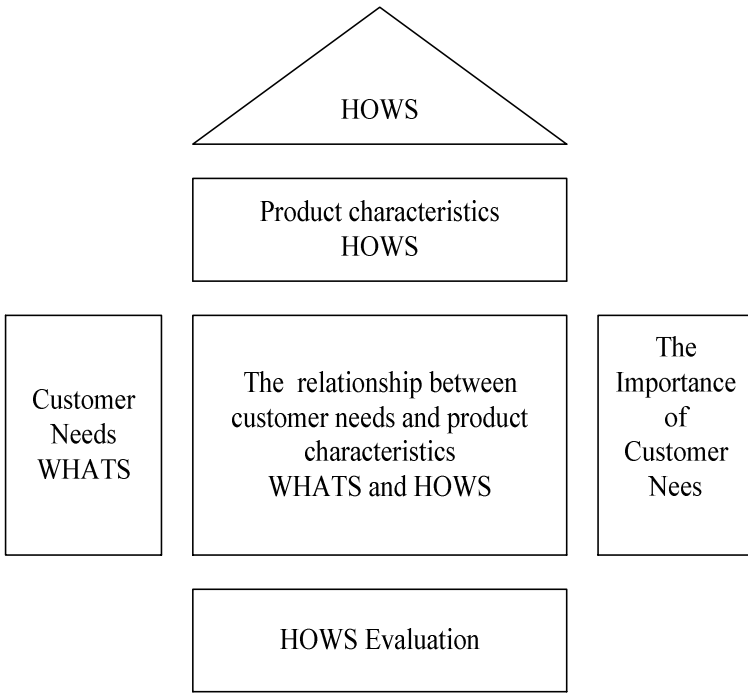 HOWS
Product characteristics
HOWS
Customer
Needs
WHATS
The relationship between
customer needs and product
characteristics
WHATS and HOWS
The
Importance
of
Customer
Nees
HOWS Evaluation